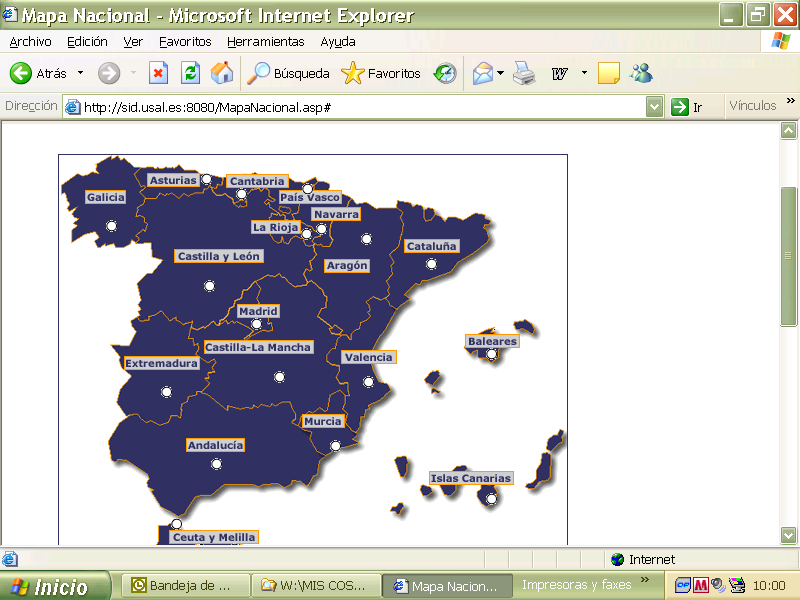 Mapa Nacional - Microsoft Internet Explorer
Archivo Edición Ver Favoritos Herramientas Ayuda
Atrás Búsqueda Favoritos
Dirección http://sid.usal.es:8080/MapaNacional.asp# Ir Vínculos »
Asturias
Cantabria
Galicia
País Vasco
Navarra
La Rioja
Cataluña
Castilla y León
Aragón
Madrid
Baleares
Castilla-La Mancha
Valencia
Extremadura
Murcia
Andalucía
Islas Canarias
Ceuta y Melilla
Internet
Inicio Bandeja de ... W:\MIS COS... Mapa Nacion... Impresoras y faxes » 10:00